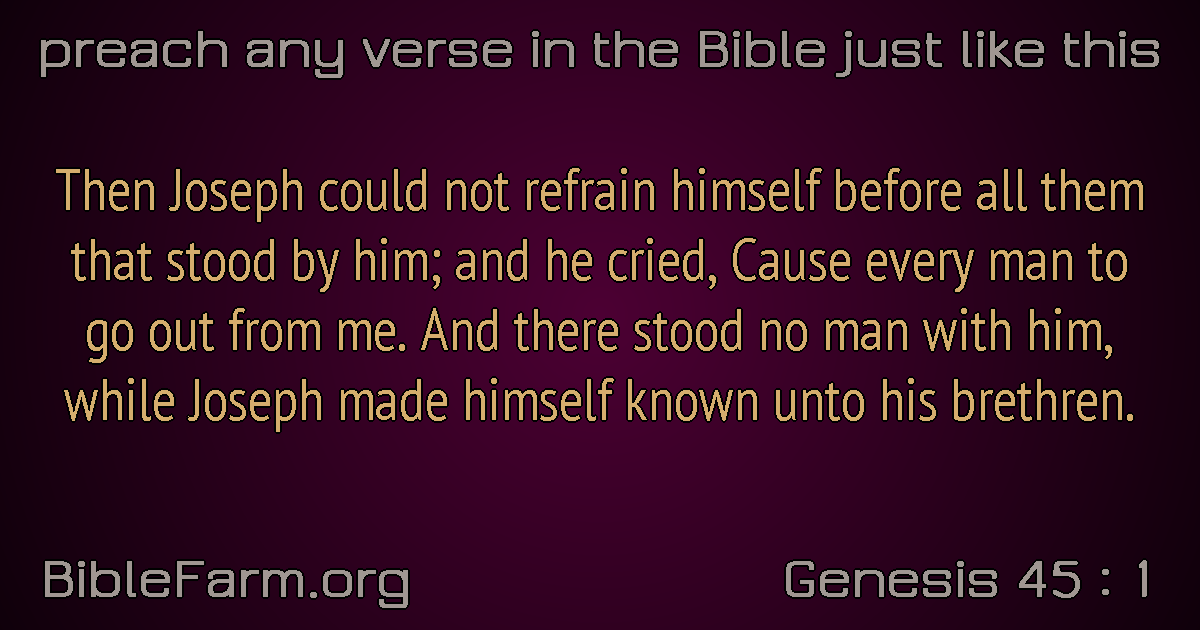 preach any verse in the Bible just like this
Then Joseph could not refrain himself before all them
that stood by him; and he cried, Cause every man to
go out from me. And there stood no man with him,
while Joseph made himself known unto his brethren.
BibleFarm.org
Genesis 45 : 1